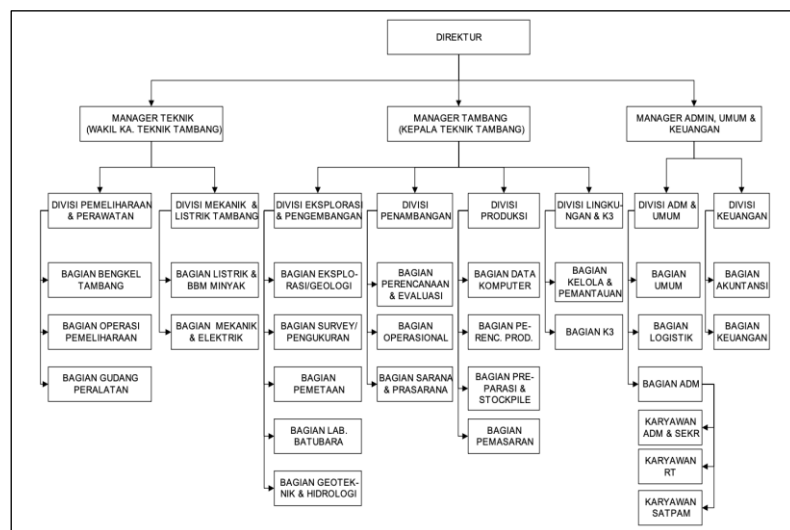 DIREKTUR
MANAGER TEKNIK
(WAKIL KA. TEKNIK TAMBANG)
MANAGER TAMBANG
(KEPALA TEKNIK TAMBANG)
MANAGER ADMIN, UMUM &
KEUANGAN
DIVISI PEMELIHARAAN
& PERAWATAN
DIVISI MEKANIK &
LISTRIK TAMBANG
DIVISI EKSPLORASI
& PENGEMBANGAN
DIVISI
PENAMBANGAN
DIVISI
PRODUKSI
DIVISI LINGKU-
NGAN & K3
DIVISI ADM &
UMUM
DIVISI
KEUANGAN
BAGIAN BENGKEL
TAMBANG
BAGIAN LISTRIK &
BBM MINYAK
BAGIAN EKSPLO-
RASI/GEOLOGI
BAGIAN
PERENCANAAN
& EVALUASI
BAGIAN DATA
KOMPUTER
BAGIAN
KELOLA &
PEMANTAUAN
BAGIAN
UMUM
BAGIAN
AKUNTANSI
BAGIAN OPERASI
PEMELIHARAAN
BAGIAN MEKANIK
& ELEKTRIK
BAGIAN SURVEY/
PENGUKURAN
BAGIAN
OPERASIONAL
BAGIAN PE-
RENC. PROD.
BAGIAN K3
BAGIAN
LOGISTIK
BAGIAN
KEUANGAN
BAGIAN GUDANG
PERALATAN
BAGIAN
PEMETAAN
BAGIAN SARANA
& PRASARANA
BAGIAN PRE-
PARASI &
STOCKPILE
BAGIAN ADM
BAGIAN LAB.
BATUBARA
BAGIAN
PEMASARAN
KARYAWAN
ADM & SEKR
KARYAWAN
RT
BAGIAN GEOTEK-
NIK & HIDROLOGI
KARYAWAN
SATPAM